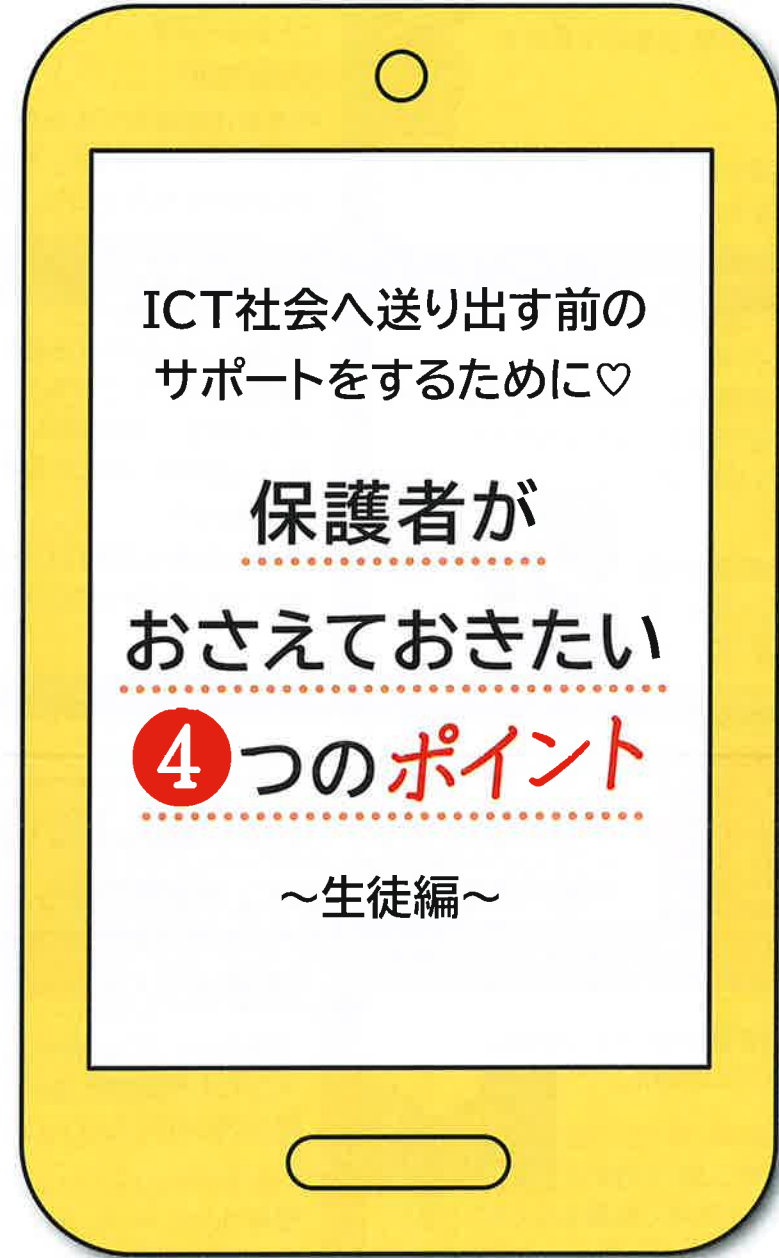 ICT社会へ送り出す前の
サポートをするために♡
保護者が
おさえておきたい
4つのポイント
～生徒編～